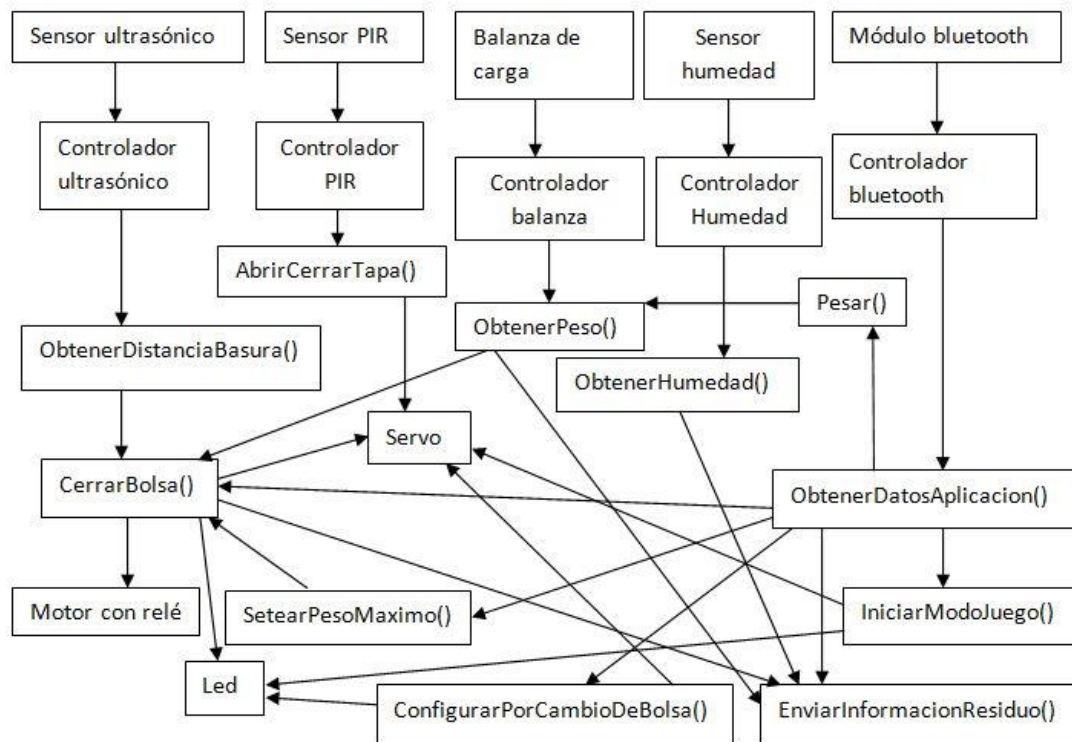 Sensor ultrasónico
Sensor PIR
Balanza de
carga
Sensor
humedad
Módulo bluetooth
Controlador
ultrasónico
Controlador
PIR
Controlador
balanza
Controlador
Humedad
Controlador
bluetooth
AbrirCerrarTapa()
ObtenerPeso()
Pesar()
ObtenerDistanciaBasura()
ObtenerHumedad()
Servo
CerrarBolsa()
ObtenerDatosAplicacion()
Motor con relé
SetearPesoMaximo()
IniciarModoJuego()
Led
ConfigurarPorCambioDeBolsa()
EnviarInformacionResiduo()